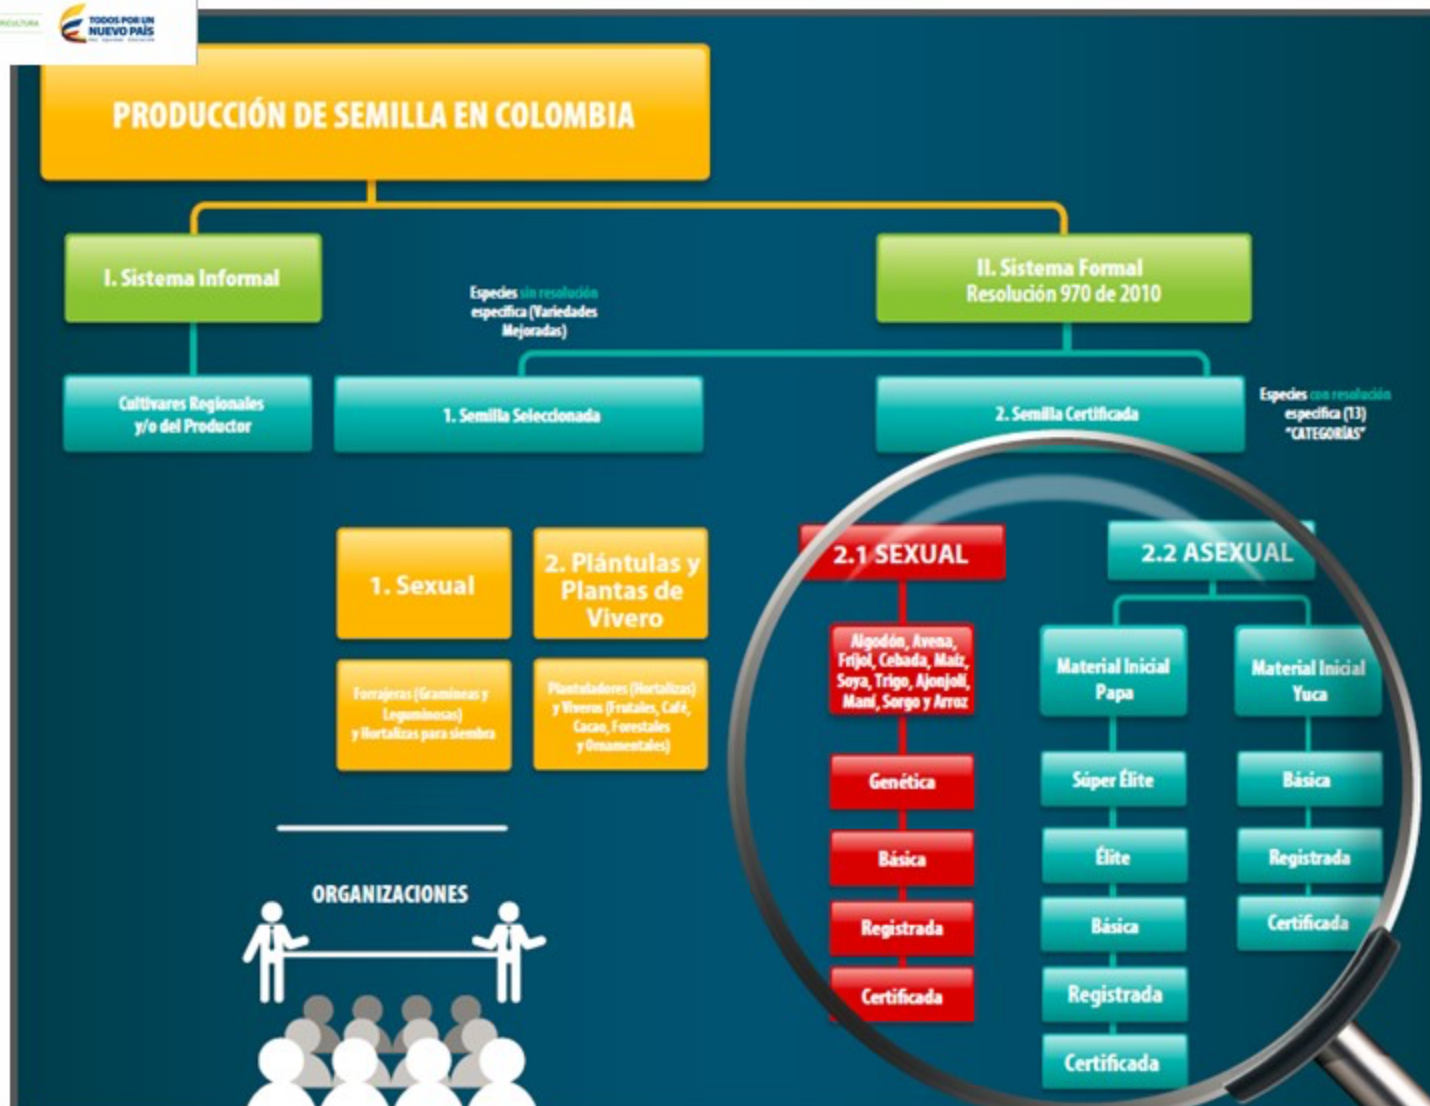 TODOS POR UN
NUEVO PAÍS
PRODUCCIÓN DE SEMILLA EN COLOMBIA
I. Sistema Informal
II. Sistema Formal
Resolución 970 de 2010
Especies sin resolución
específica (Variedades
Mejoradas)
Cultivares Regionales
y/o del Productor
1. Semilla Seleccionada
2. Semilla Certificada
Especies con resolución
específica (13)
"CATEGORÍAS"
1. Sexual
2. Plántulas y
Plantas de
Vivero
Forrajeras (Gramíneas y
Leguminosas)
y Hortalizas para siembra
Plantuladores (Hortalizas)
y Viveros (Frutales, Café,
Cacao, Forestales
y Ornamentales)
2.1 SEXUAL
Algodón, Avena,
Frijol, Cebada, Maíz,
Soya, Trigo, Ajonjolí,
Maní, Sorgo y Arroz
Genética
Básica
Registrada
Certificada
2.2 ASEXUAL
Material Inicial
Papa
Súper Élite
Élite
Básica
Registrada
Certificada
Material Inicial
Yuca
Básica
Registrada
Certificada
ORGANIZACIONES